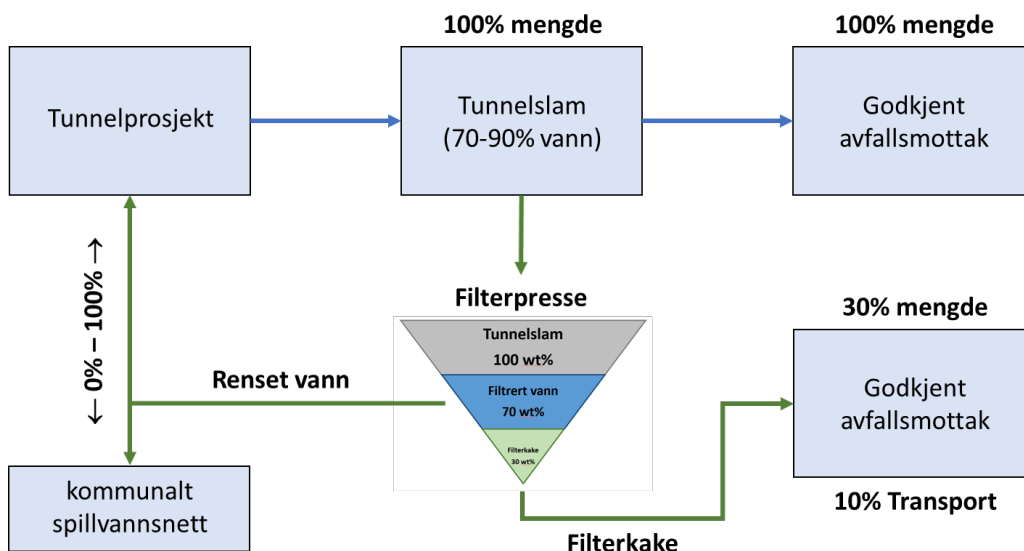 100% mengde
100% mengde
Tunnelprosjekt
Tunnelslam
(70-90% vann)
Godkjent
avfallsmottak
← 0% – 100% →
Filterpresse
Tunnelslam
100 wt%
Filtrert vann
70 wt%
Filterkake
30 wt%
Renset vann
30% mengde
Godkjent
avfallsmottak
10% Transport
kommunalt
spillvannsnett
Filterkake